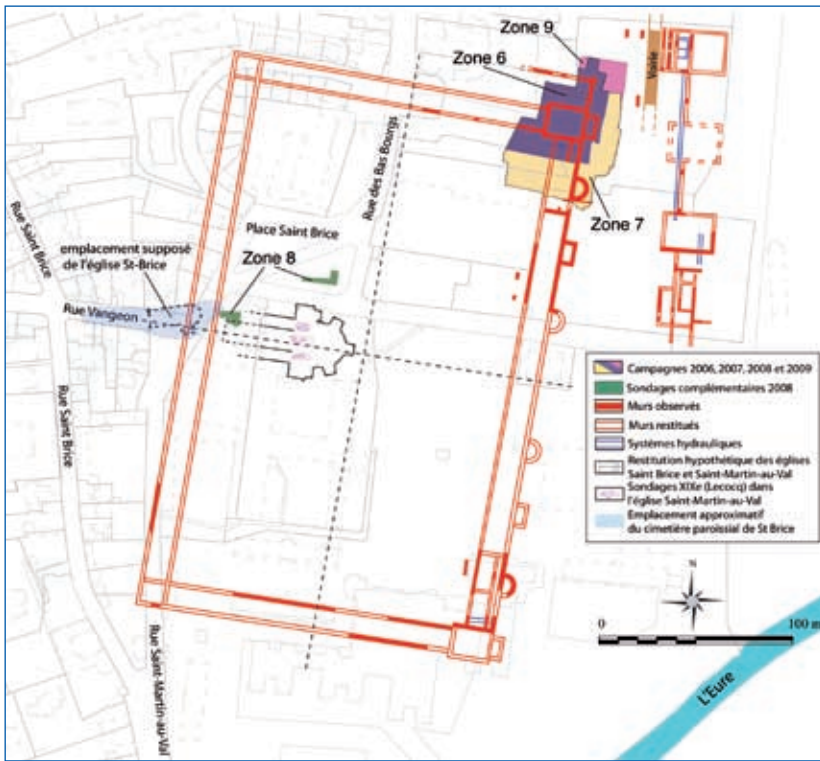 Zone 9
Zone 6
Voirie
Rue des Bas Bourgs
Zone 7
Rue Saint Brice
Place Saint Brice
emplacement supposé
de l'église St-Brice
Zone 8
Rue Vangeon
Rue Saint Brice
Campagnes 2006, 2007, 2008 et 2009
Sondages complémentaires 2008
Murs observés
Murs restitués
Systèmes hydrauliques
Restitution hypothétique des églises
Saint Brice et Saint-Martin-au-Val
Sondages XIXe (Lecocq) dans
l'église Saint-Martin-au-Val
Emplacement approximatif
du cimetière paroissial de St Brice
N
0
100 m
Rue Saint-Martin-au-Val
L'Eure